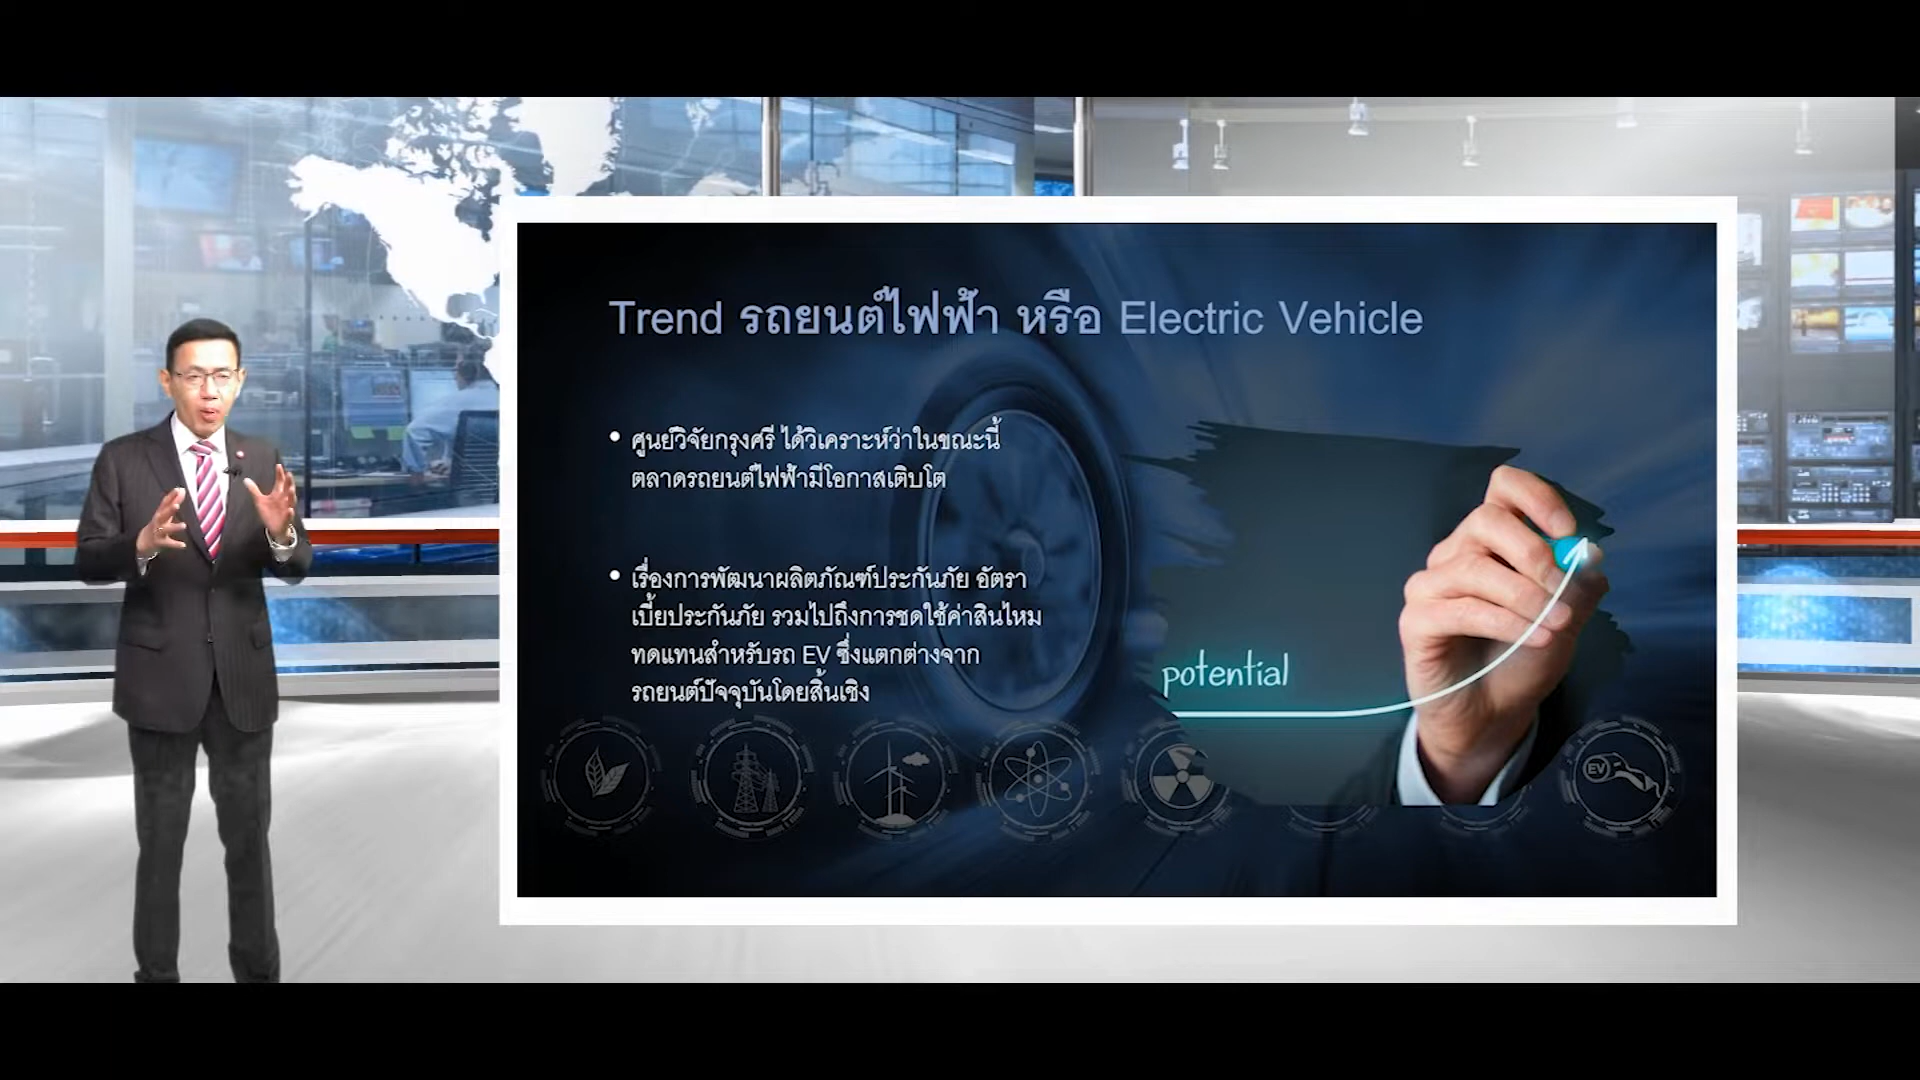 Trend รถยนต์ไฟฟ้า หรือ Electric Vehicle
• ศูนย์วิจัยกรุงศรี ได้วิเคราะห์ว่าในขณะนี้
ตลาดรถยนต์ไฟฟ้ามีโอกาสเติบโต
• เรื่องการพัฒนาผลิตภัณฑ์ประกันภัย อัตรา
เบี้ยประกันภัย รวมไปถึงการชดใช้ค่าสินไหม
ทดแทนสำหรับรถ EV ซึ่งแตกต่างจาก
รถยนต์ปัจจุบันโดยสิ้นเชิง
potential
EV